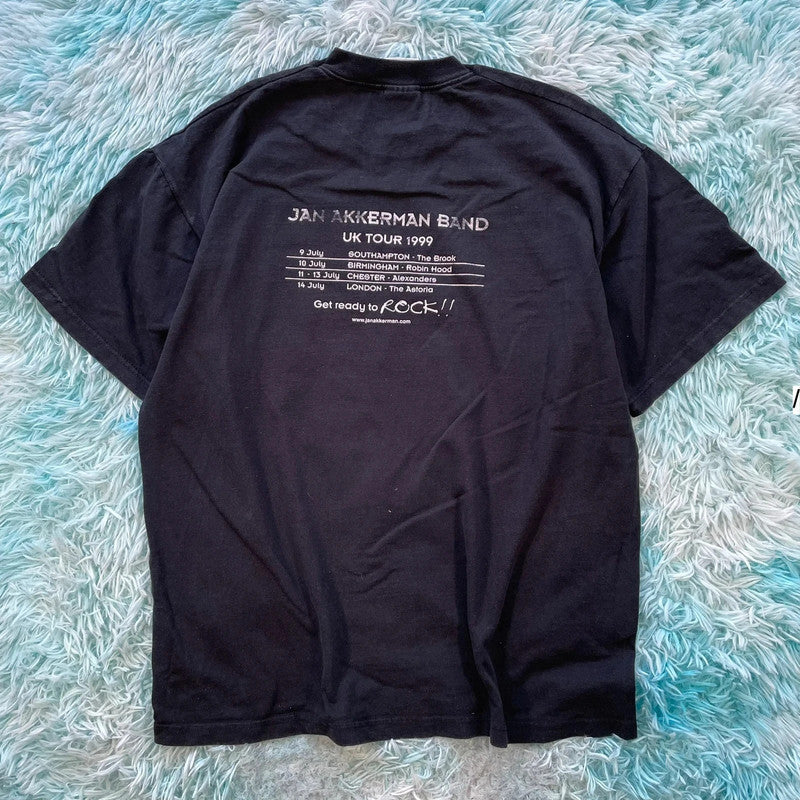 JAN AKKERMAN BAND
UK TOUR 1999
9 July SOUTHAMPTON - The Brook
10 July BIRMINGHAM - Robin Hood
11 - 13 July CHESTER - Alexanders
14 July LONDON - The Astoria
Get ready to ROCK!!
www.janakkerman.com